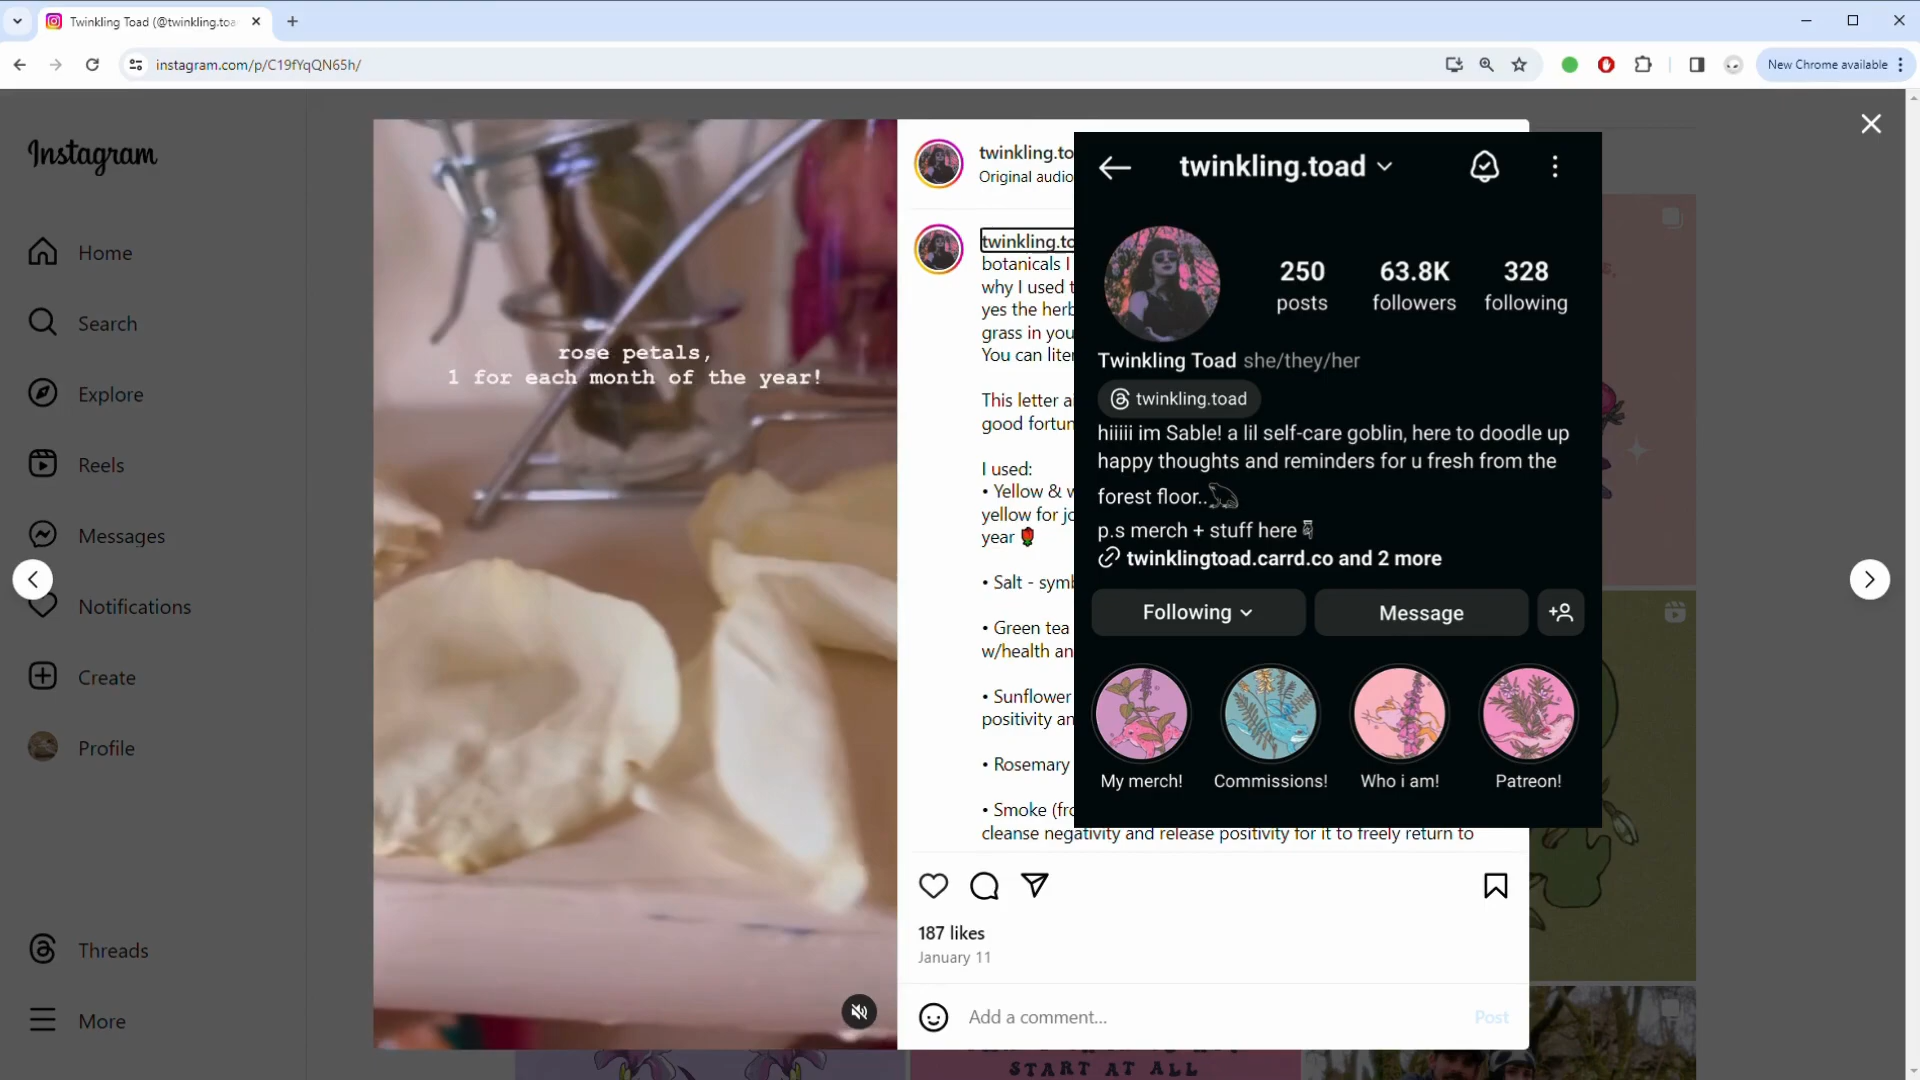 Twinkling Toad (@twinkling.toa
instagram.com/p/C19fYqQN65h/
New Chrome available
Instagram
Home
Search
Explore
Reels
Messages
Notifications
Create
Profile
Threads
More
rose petals,
1 for each month of the year!
twinkling.to
Original audio
twinkling.to
botanicals I
why I used
yes the herb
grass in you
You can liter
This letter a
good fortun
I used:
• Yellow &
yellow for jo
year
• Salt - symb
• Green tea
w/health an
• Sunflower
positivity an
• Rosemary
• Smoke (fro
cleanse negativity and release positivity for it to freely return to
187 likes
January 11
Add a comment...
Post
twinkling.toad
250
posts
63.8K
followers
328
following
Twinkling Toad she/they/her
twinkling.toad
hiiiii im Sable! a lil self-care goblin, here to doodle up
happy thoughts and reminders for u fresh from the
forest floor..
p.s merch + stuff here
twinklingtoad.carrd.co and 2 more
Following
Message
My merch!
Commissions!
Who i am!
Patreon!
START AT ALL